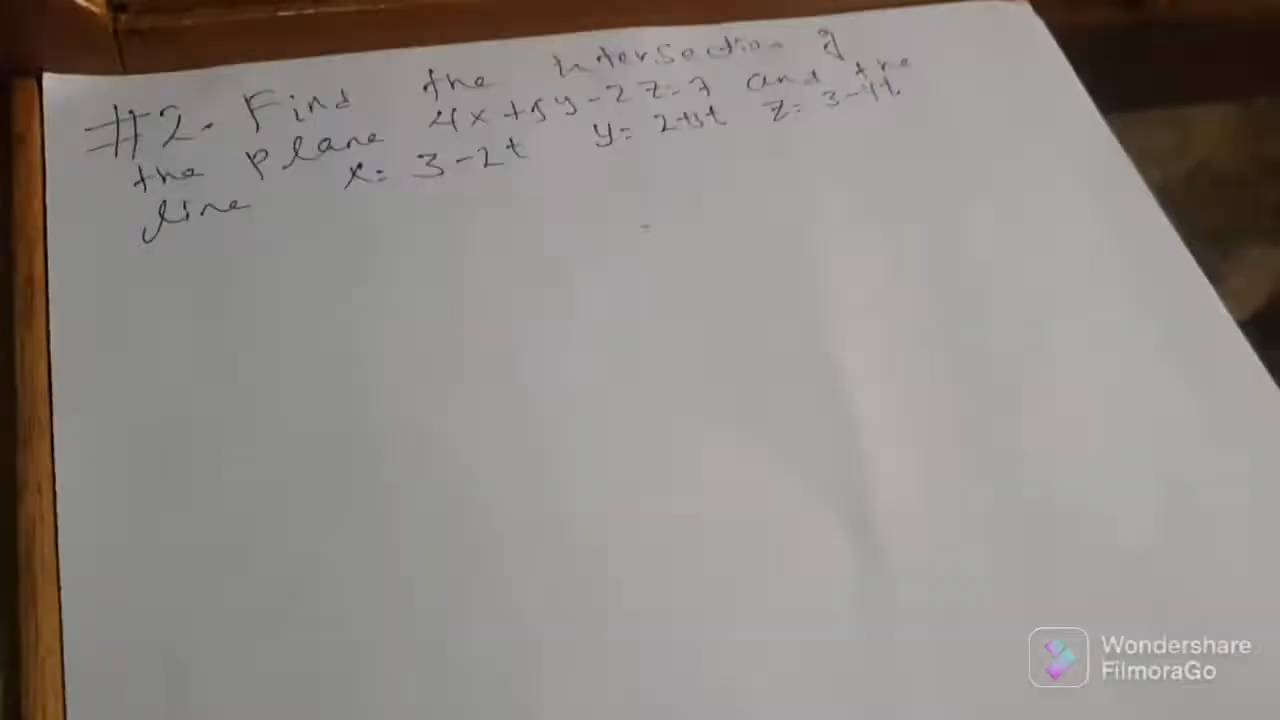 #2. Find the Intersection of
the plane 4x+5y-2z=7 and the
line x= 3-2t y= 2+5t z= 3-4t
Wondershare
FilmoraGo